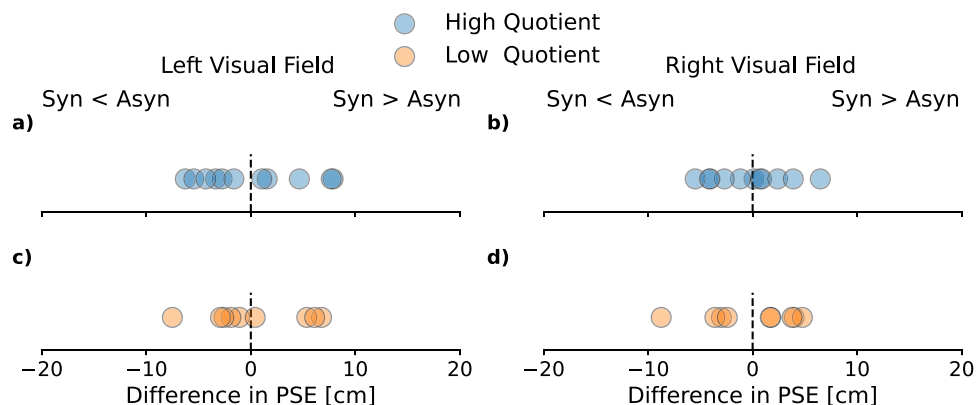 High Quotient
Low Quotient
Left Visual Field
Right Visual Field
Syn < Asyn
Syn > Asyn
Syn < Asyn
Syn > Asyn
a)
b)
c)
d)
−20 −10 0 10 20
−20 −10 0 10 20
Difference in PSE [cm]
Difference in PSE [cm]